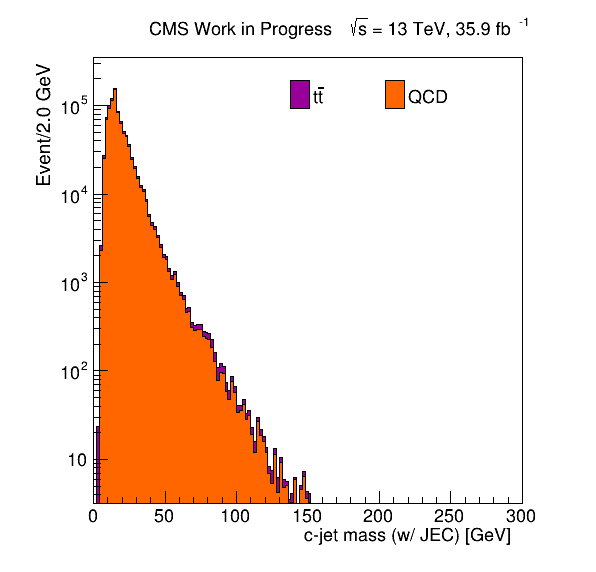 CMS Work in Progress √s = 13 TeV, 35.9 fb⁻¹
Event/2.0 GeV
tt̄ QCD
10⁵
10⁴
10³
10²
10
0 50 100 150 200 250 300
c-jet mass (w/ JEC) [GeV]